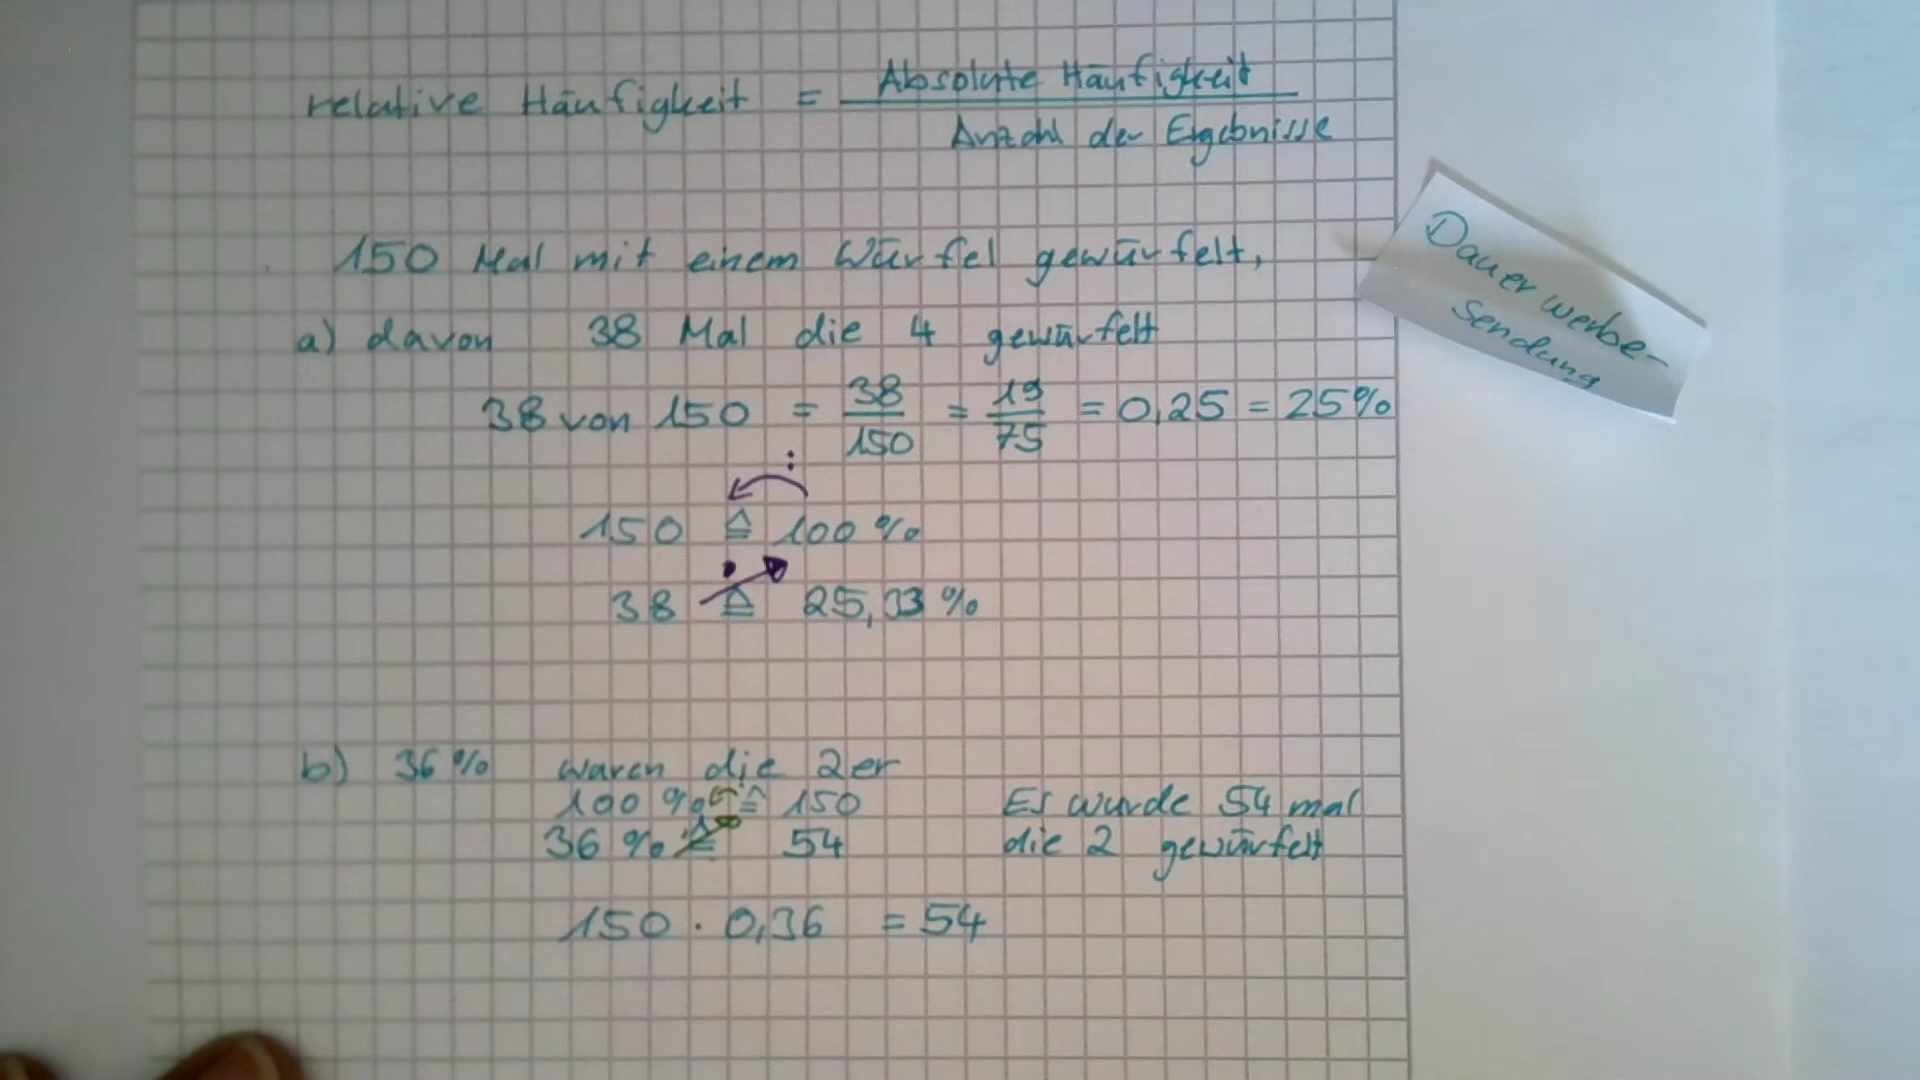 relative Häufigkeit = Absolute Häufigkeit / Anzahl der Ergebnisse
150 Mal mit einem Würfel gewürfelt,
a) davon 38 Mal die 4 gewürfelt
38 von 150 = 38/150 = 19/75 = 0,25 = 25%
:
150 ≙ 100 %
38 ≙ 25,33 %
b) 36 % waren die 2er
100 % ≙ 150
36 % ≙ 54
Es wurde 54 mal
die 2 gewürfelt
150 · 0,36 = 54
Dauerwerbe-
Sendung